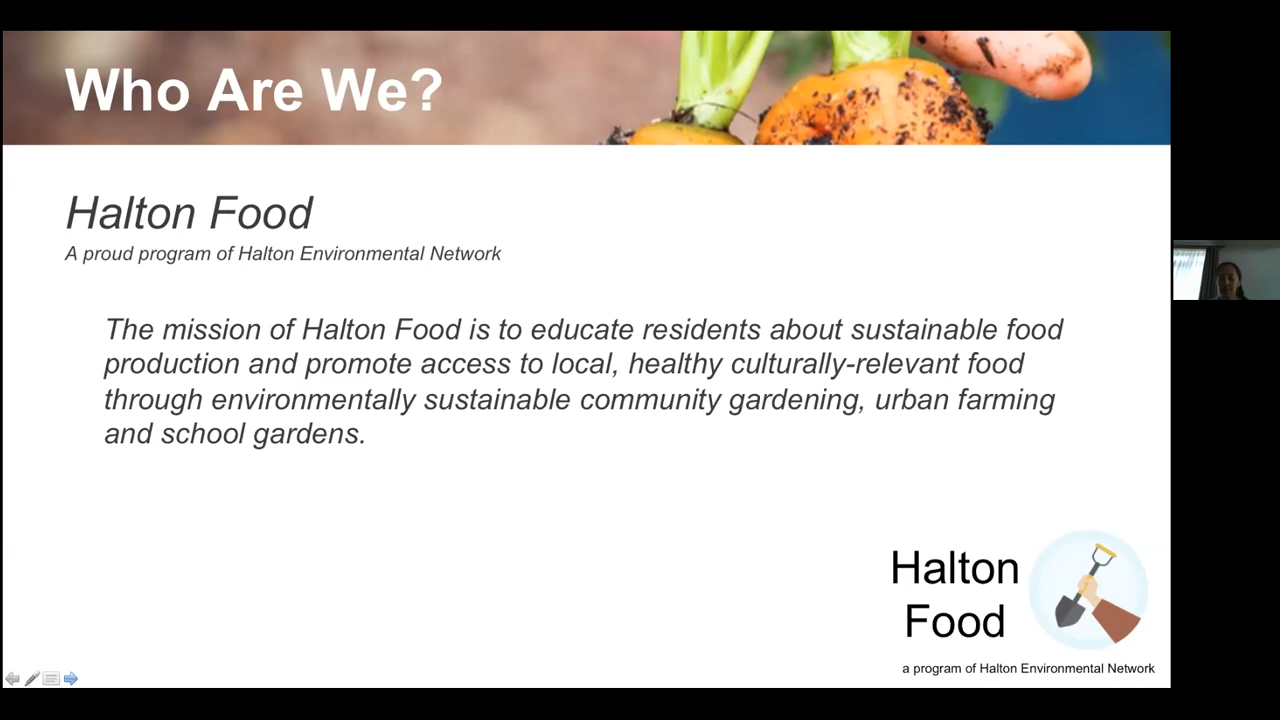 Who Are We?
Halton Food
A proud program of Halton Environmental Network
The mission of Halton Food is to educate residents about sustainable food
production and promote access to local, healthy culturally-relevant food
through environmentally sustainable community gardening, urban farming
and school gardens.
Halton
Food
a program of Halton Environmental Network